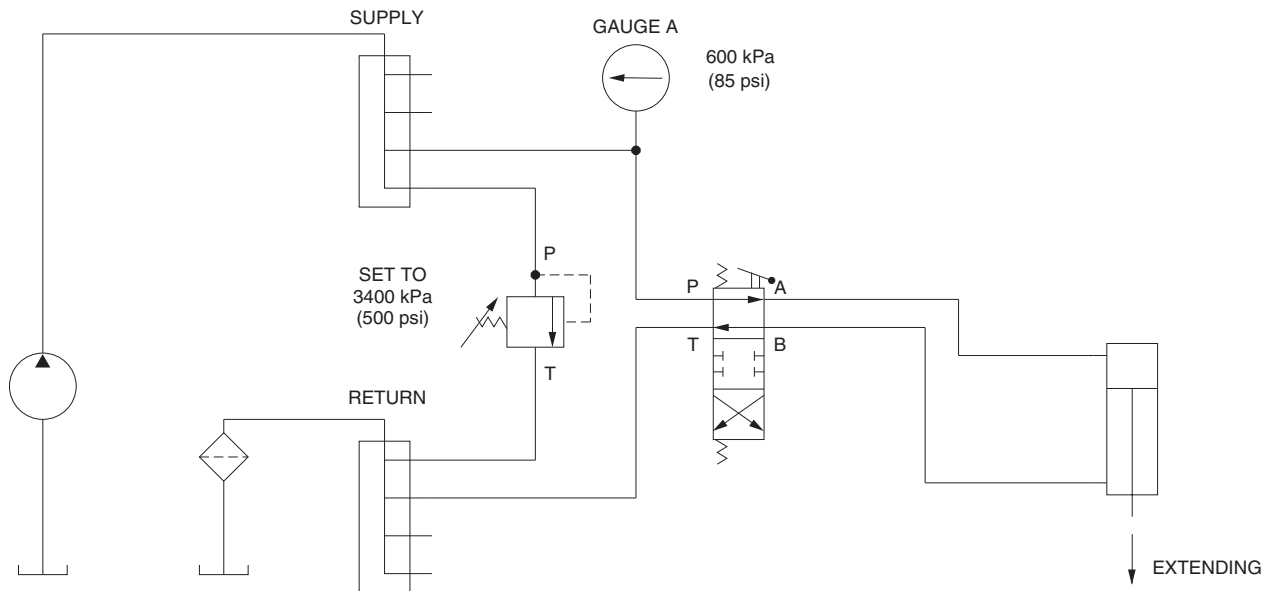 SUPPLY
GAUGE A
600 kPa
(85 psi)
P
SET TO
3400 kPa
(500 psi)
T
P
A
T
B
RETURN
EXTENDING